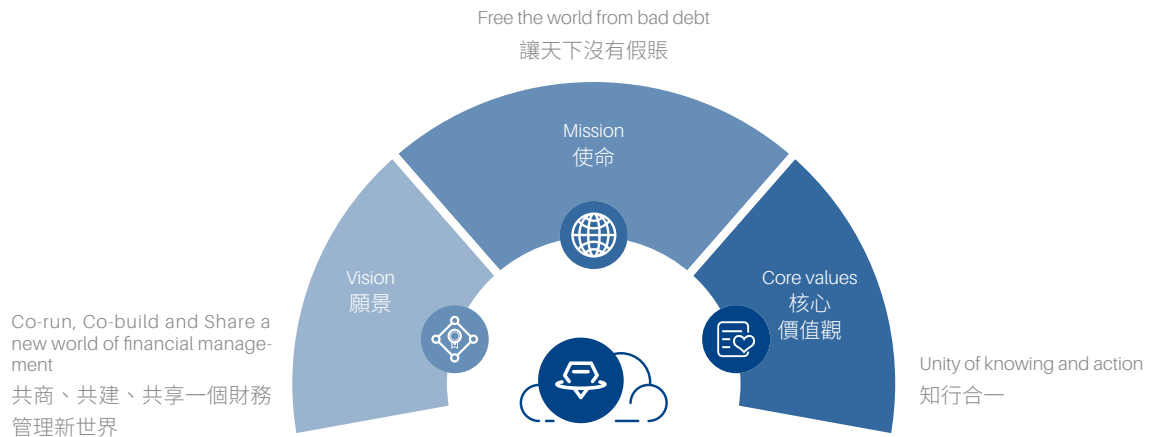 Free the world from bad debt
讓天下沒有假賬
Mission
使命
Vision
願景
Core values
核心
價值觀
Co-run, Co-build and Share a
new world of financial manage-
ment
共商、共建、共享一個財務
管理新世界
Unity of knowing and action
知行合一